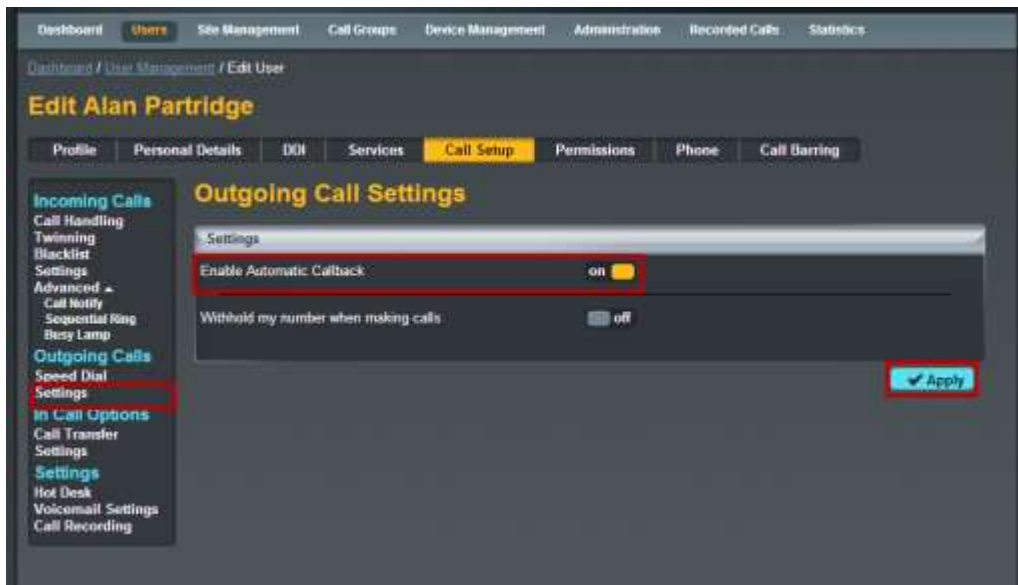 Dashboard Users Site Management Call Groups Device Management Administration Recorded Calls Statistics
Dashboard / User Management / Edit User
Edit Alan Partridge
Profile Personal Details DDI Services Call Setup Permissions Phone Call Barring
Incoming Calls
Call Handling
Twinning
Blacklist
Settings
Advanced
Call Notify
Sequential Ring
Busy Lamp
Outgoing Calls
Speed Dial
Settings
In Call Options
Call Transfer
Settings
Settings
Hot Desk
Voicemail Settings
Call Recording
Outgoing Call Settings
Settings
Enable Automatic Callback on
Withhold my number when making calls off
Apply